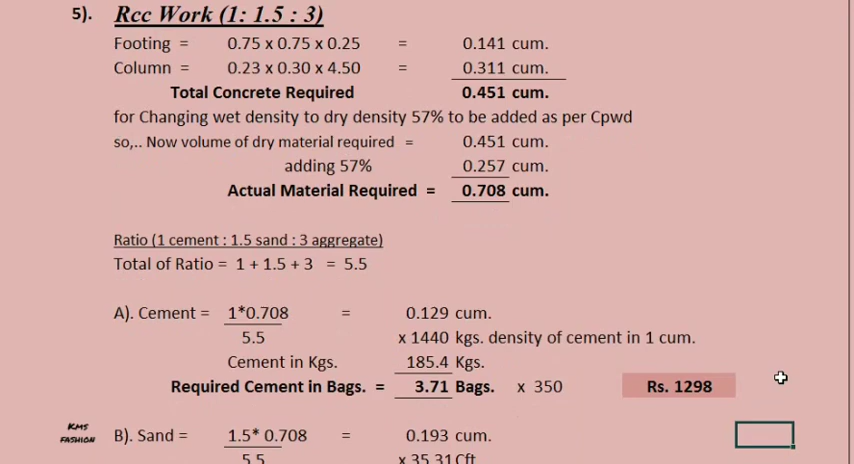 5). Rcc Work (1: 1.5 : 3)
Footing = 0.75 x 0.75 x 0.25 = 0.141 cum.
Column = 0.23 x 0.30 x 4.50 = 0.311 cum.
Total Concrete Required 0.451 cum.
for Changing wet density to dry density 57% to be added as per Cpwd
so,.. Now volume of dry material required = 0.451 cum.
adding 57% 0.257 cum.
Actual Material Required = 0.708 cum.
Ratio (1 cement : 1.5 sand : 3 aggregate)
Total of Ratio = 1 + 1.5 + 3 = 5.5
A). Cement = 1*0.708 = 0.129 cum.
5.5 x 1440 kgs. density of cement in 1 cum.
Cement in Kgs. 185.4 Kgs.
Required Cement in Bags. = 3.71 Bags. x 350 Rs. 1298
KMS
FASHION
B). Sand = 1.5* 0.708 = 0.193 cum.
5.5 x 35.31 Cft